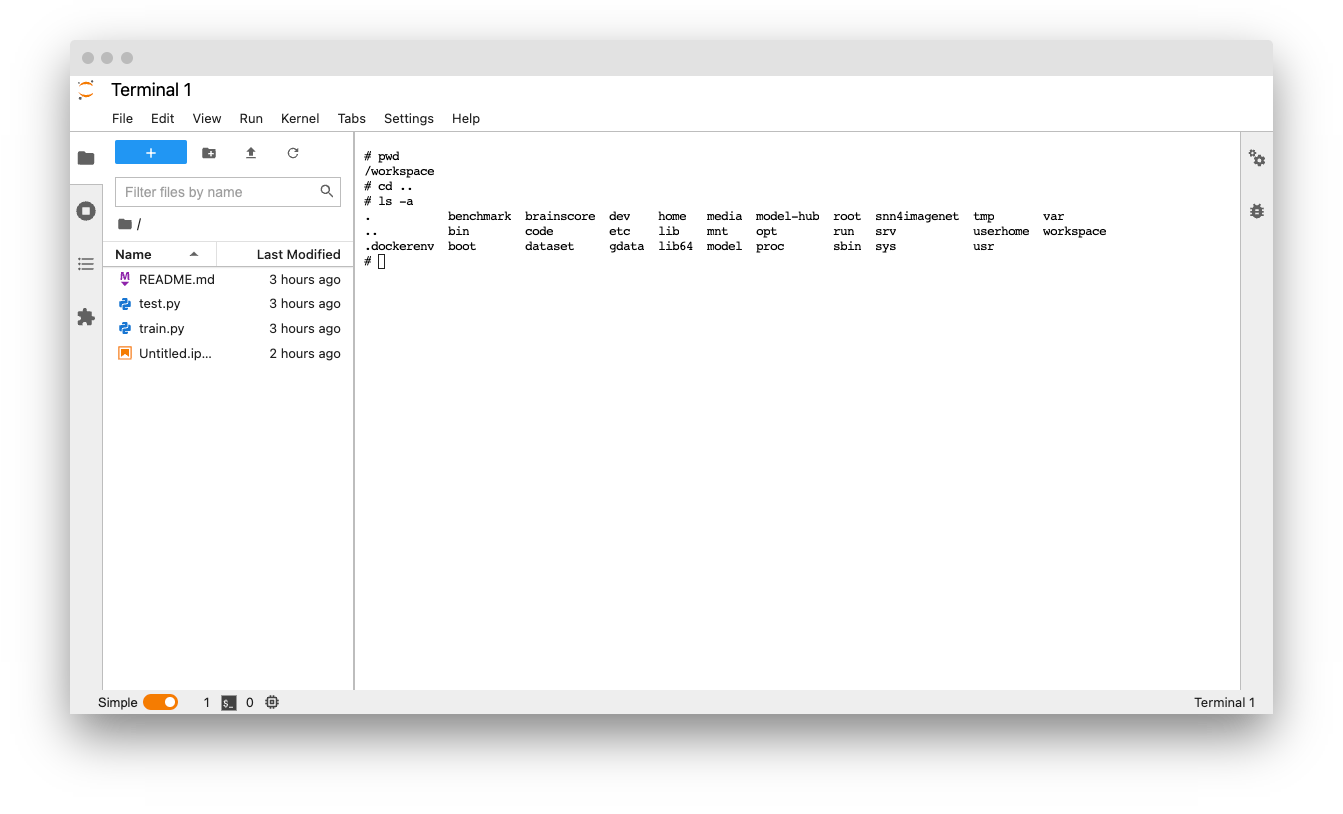 Terminal 1
File Edit View Run Kernel Tabs Settings Help
+
Filter files by name
/
Name Last Modified
M README.md 3 hours ago
test.py 3 hours ago
train.py 3 hours ago
Untitled.ip... 2 hours ago
# pwd
/workspace
# cd ..
# ls -a
. benchmark brainscore dev home media model-hub root snn4imagenet tmp var
.. bin code etc lib mnt opt run srv userhome workspace
.dockerenv boot dataset gdata lib64 model proc sbin sys usr
#
Simple 1 $_ 0 Terminal 1